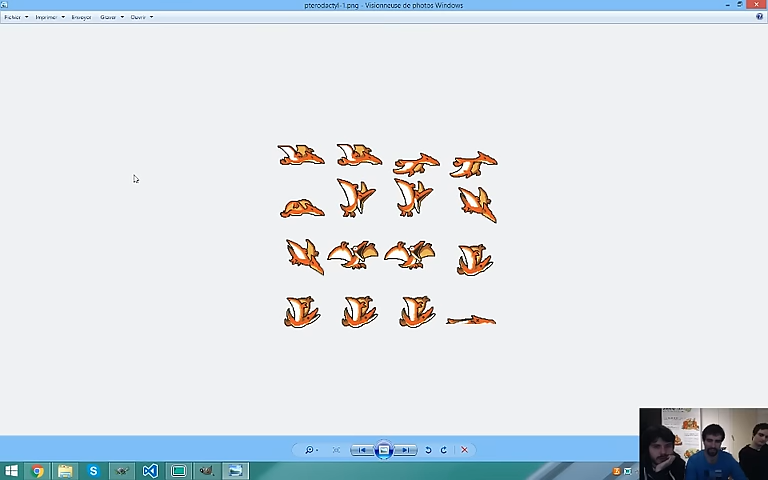 pterodactyl-1.png - Visionneuse de photos Windows
Fichier Imprimer Envoyer Graver Ouvrir